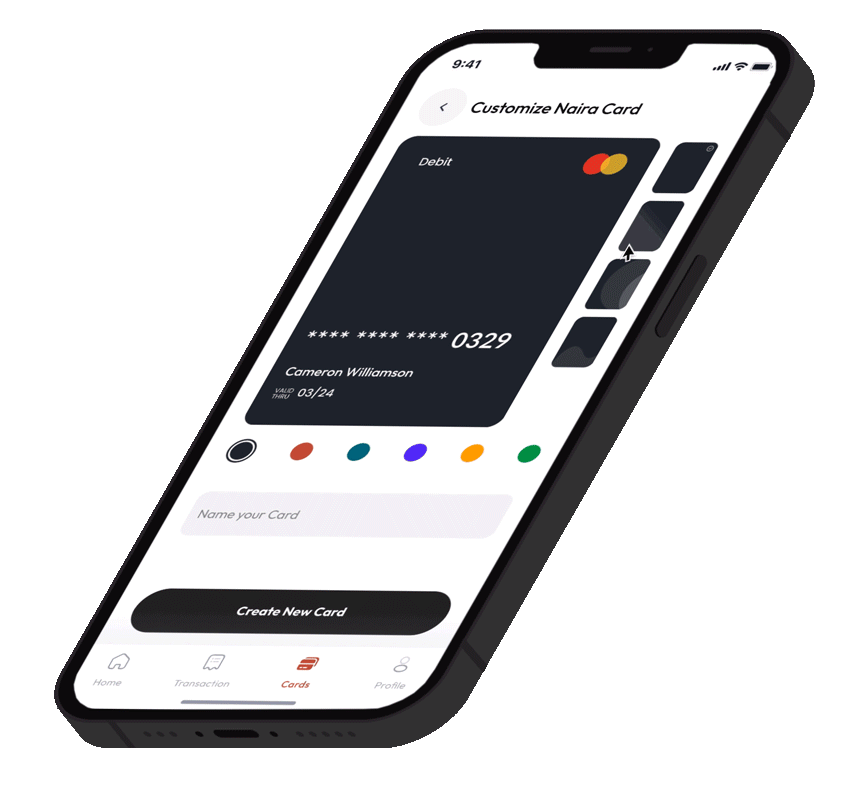 9:41
Customize Naira Card
Debit
**** **** **** 0329
Cameron Williamson
VALID THRU 03/24
Name your Card
Create New Card
Home
Transaction
Cards
Profile